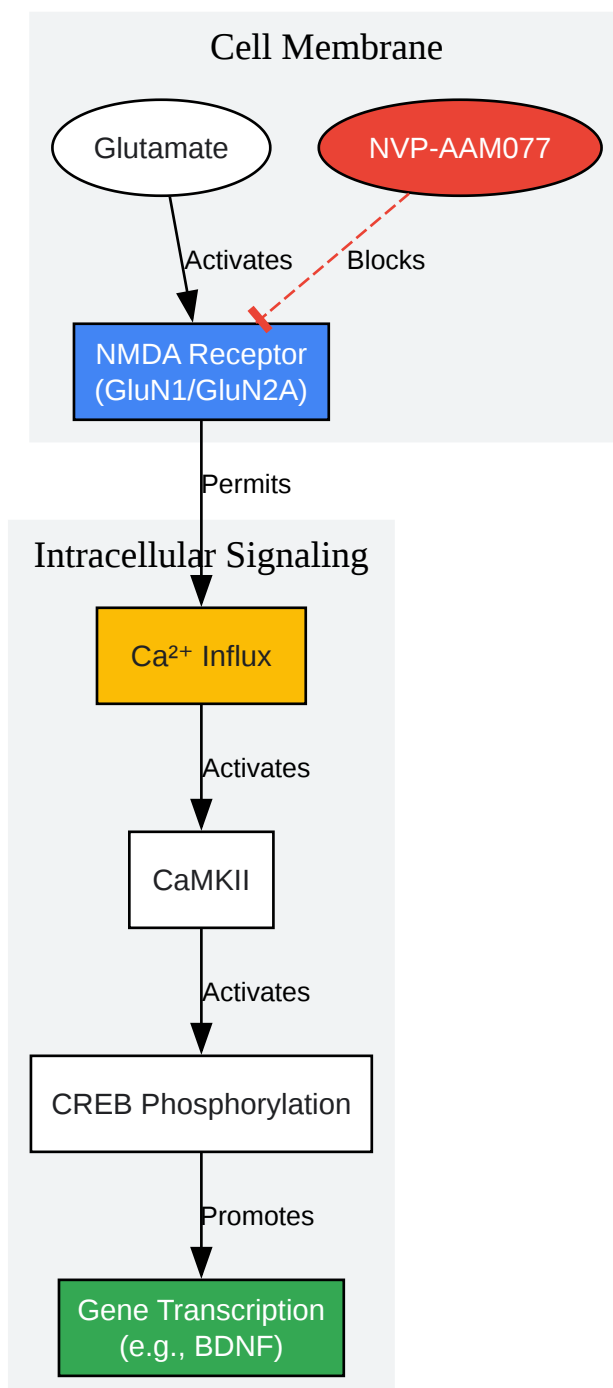 Cell Membrane
Glutamate
NVP-AAM077
Activates
Blocks
NMDA Receptor
(GluN1/GluN2A)
Permits
Intracellular Signaling
Ca²⁺ Influx
Activates
CaMKII
Activates
CREB Phosphorylation
Promotes
Gene Transcription
(e.g., BDNF)